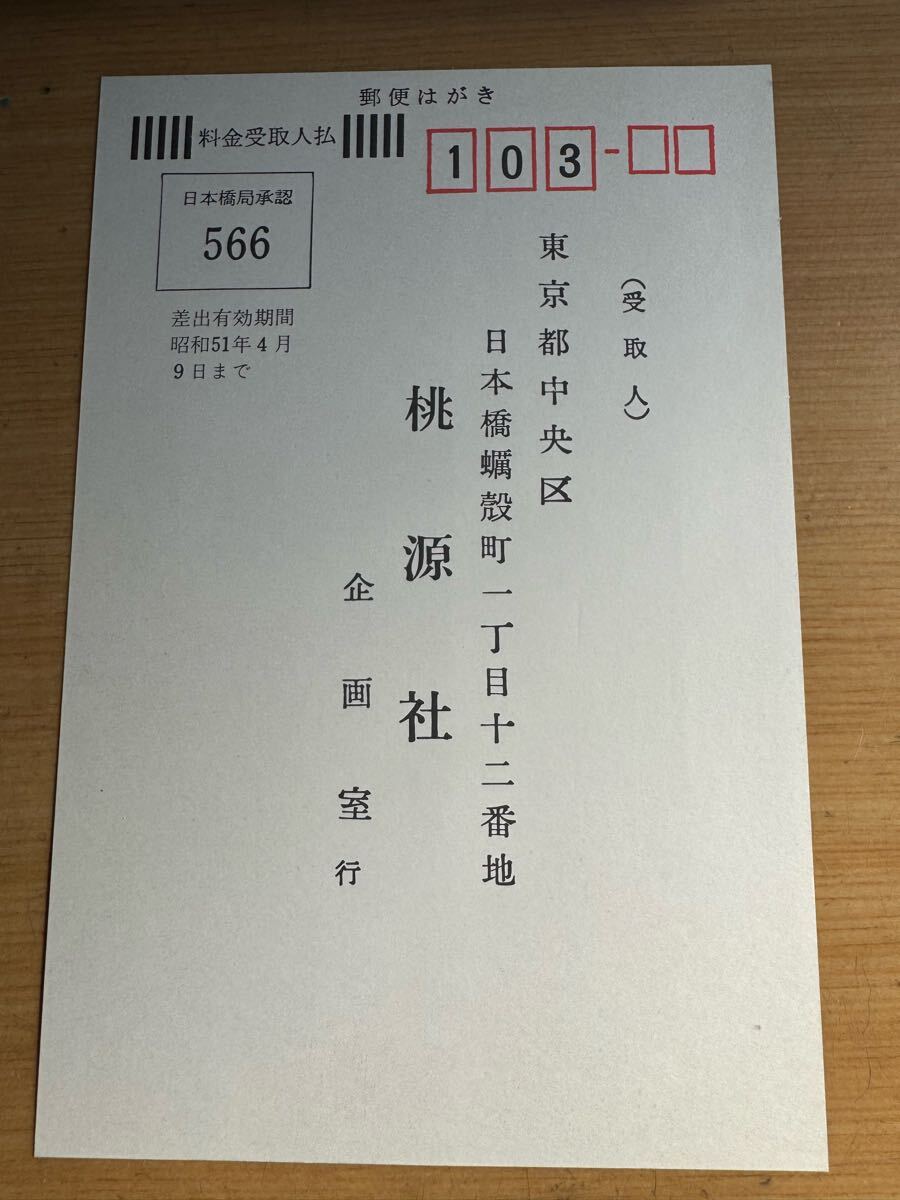 郵便はがき
料金受取人払
103-
日本橋局承認
566
差出有効期間
昭和51年4月
9日まで
(受取人)
東京都中央区
日本橋蠣殻町一丁目十二番地
桃源社
企画室行